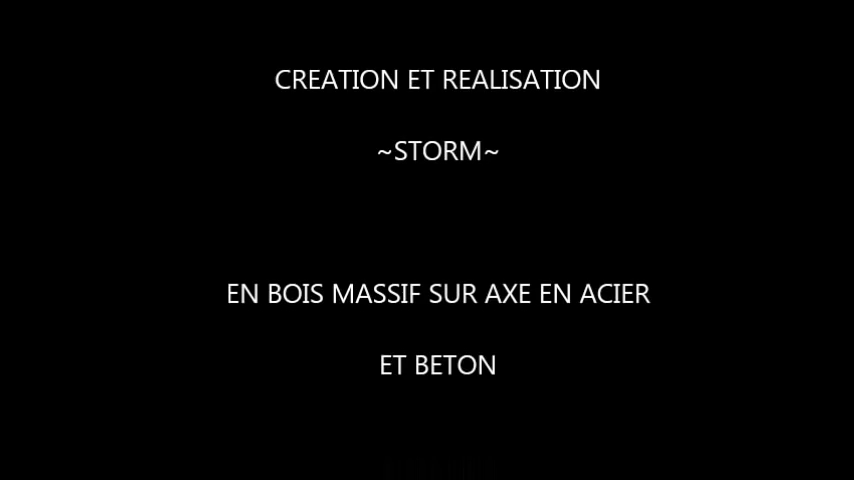 CREATION ET REALISATION
~STORM~
EN BOIS MASSIF SUR AXE EN ACIER
ET BETON